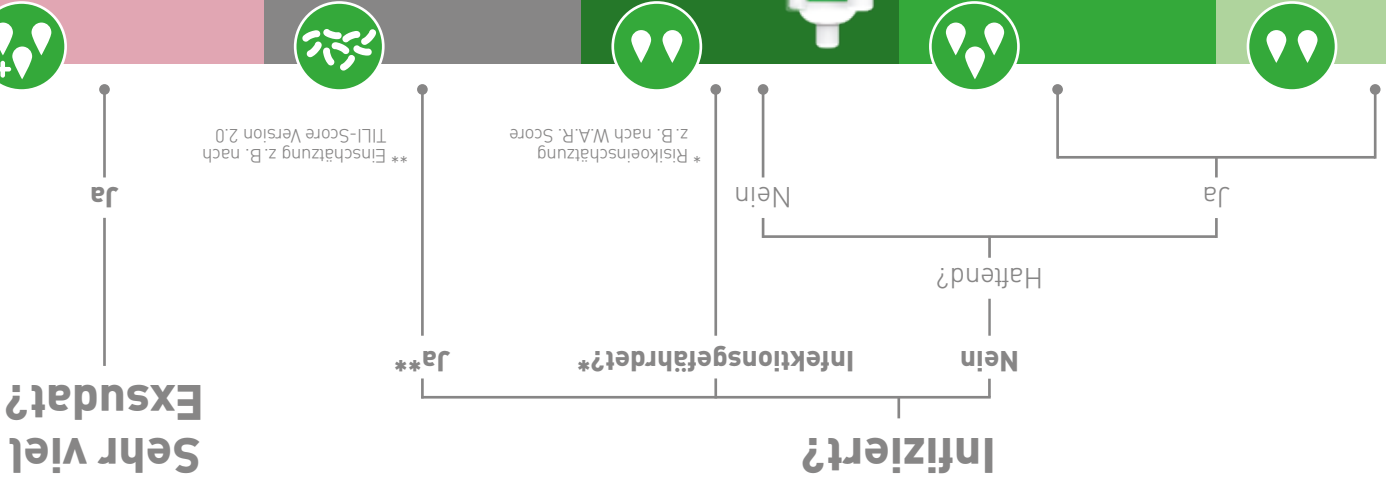 Infiziert?
Sehr viel
Exsudat?
Nein
Infektionsgefährdet?*
Ja**
Haftend?
Ja
Nein
Ja
* Risikoeinschätzung
z. B. nach W.A.R. Score
** Einschätzung z. B. nach
TILI-Score Version 2.0
+